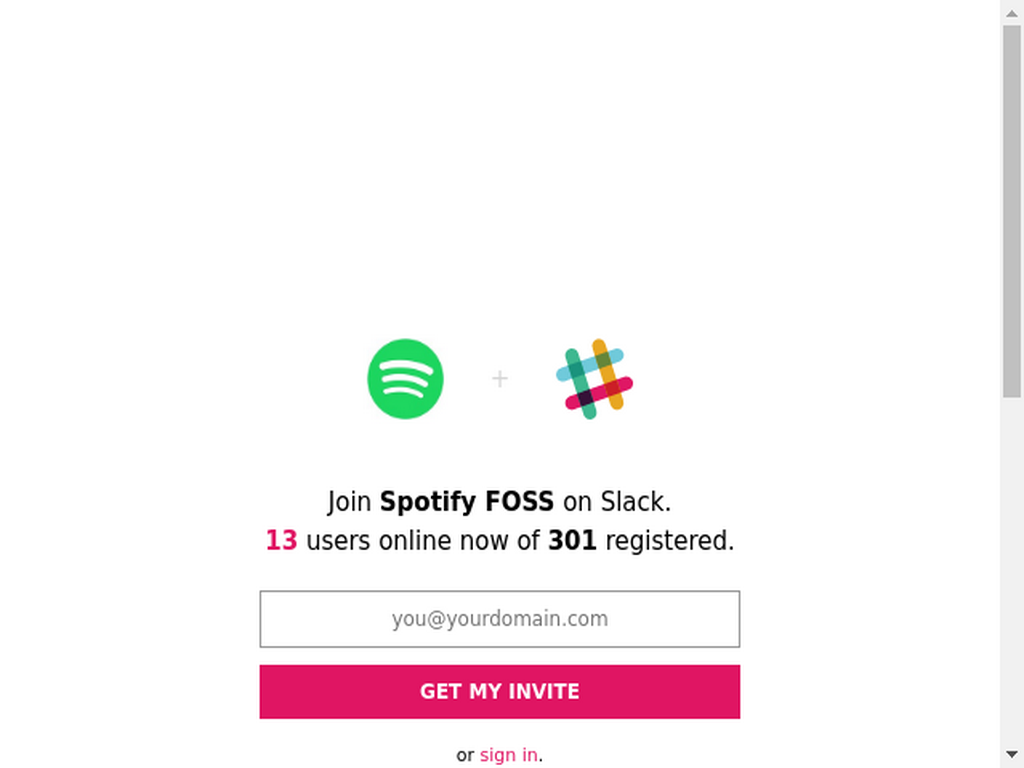 +
Join Spotify FOSS on Slack.
13 users online now of 301 registered.
you@yourdomain.com
GET MY INVITE
or sign in.